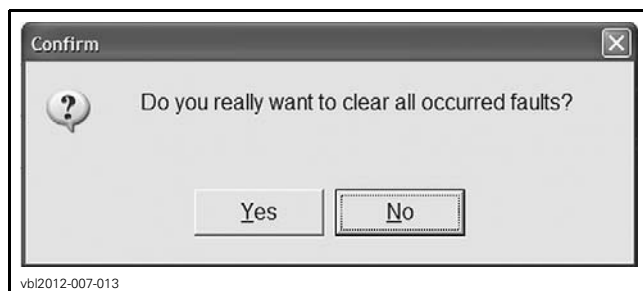 Confirm
Do you really want to clear all occurred faults?
Yes
No
vbl2012-007-013